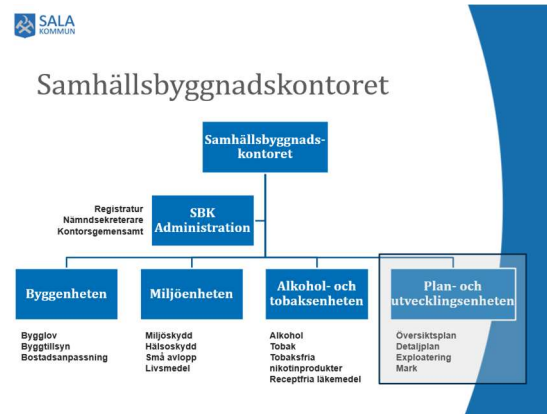 SALA
KOMMUN
Samhällsbyggnadskontoret
Samhällsbyggnads-
kontoret
Registratur
Nämndsekreterare
Kontorsgemensamt
SBK
Administration
Byggenheten
Bygglov
Byggtillsyn
Bostadsanpassning
Miljöenheten
Miljöskydd
Hälsoskydd
Små avlopp
Livsmedel
Alkohol- och
tobaksenheten
Alkohol
Tobak
Tobaksfria
nikotinprodukter
Receptfria läkemedel
Plan- och
utvecklingsenheten
Översiktsplan
Detaljplan
Exploatering
Mark